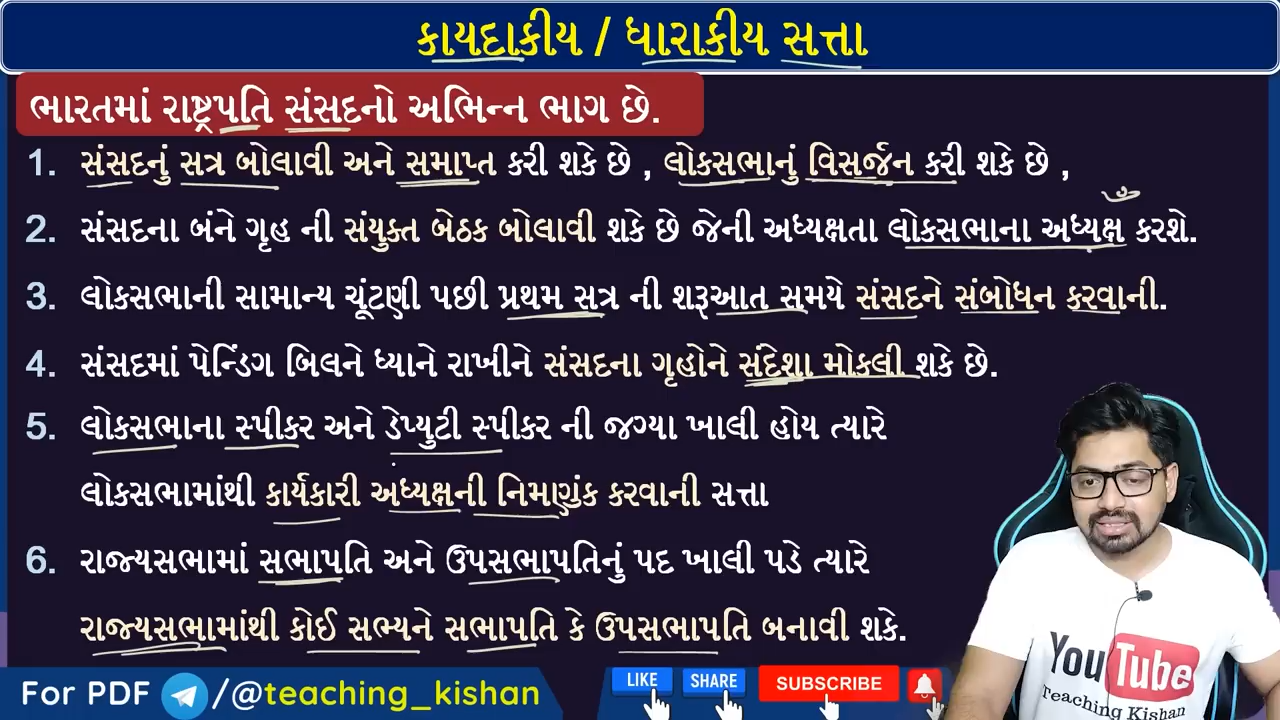 કાયદાકીય / ધારાકીય સત્તા
ભારતમાં રાષ્ટ્રપતિ સંસદનો અભિન્ન ભાગ છે.
1. સંસદનું સત્ર બોલાવી અને સમાપ્ત કરી શકે છે , લોકસભાનું વિસર્જન કરી શકે છે ,
2. સંસદના બંને ગૃહ ની સંયુક્ત બેઠક બોલાવી શકે છે જેની અધ્યક્ષતા લોકસભાના અધ્યક્ષ કરશે.
3. લોકસભાની સામાન્ય ચૂંટણી પછી પ્રથમ સત્ર ની શરૂઆત સમયે સંસદને સંબોધન કરવાની.
4. સંસદમાં પેન્ડિંગ બિલને ધ્યાને રાખીને સંસદના ગૃહોને સંદેશા મોકલી શકે છે.
5. લોકસભાના સ્પીકર અને ડેપ્યુટી સ્પીકર ની જગ્યા ખાલી હોય ત્યારે
લોકસભામાંથી કાર્યકારી અધ્યક્ષની નિમણુંક કરવાની સત્તા
6. રાજ્યસભામાં સભાપતિ અને ઉપસભાપતિનું પદ ખાલી પડે ત્યારે
રાજ્યસભામાંથી કોઈ સભ્યને સભાપતિ કે ઉપસભાપતિ બનાવી શકે.
YouTube
Teaching Kishan
For PDF /@teaching_kishan
LIKE SHARE SUBSCRIBE